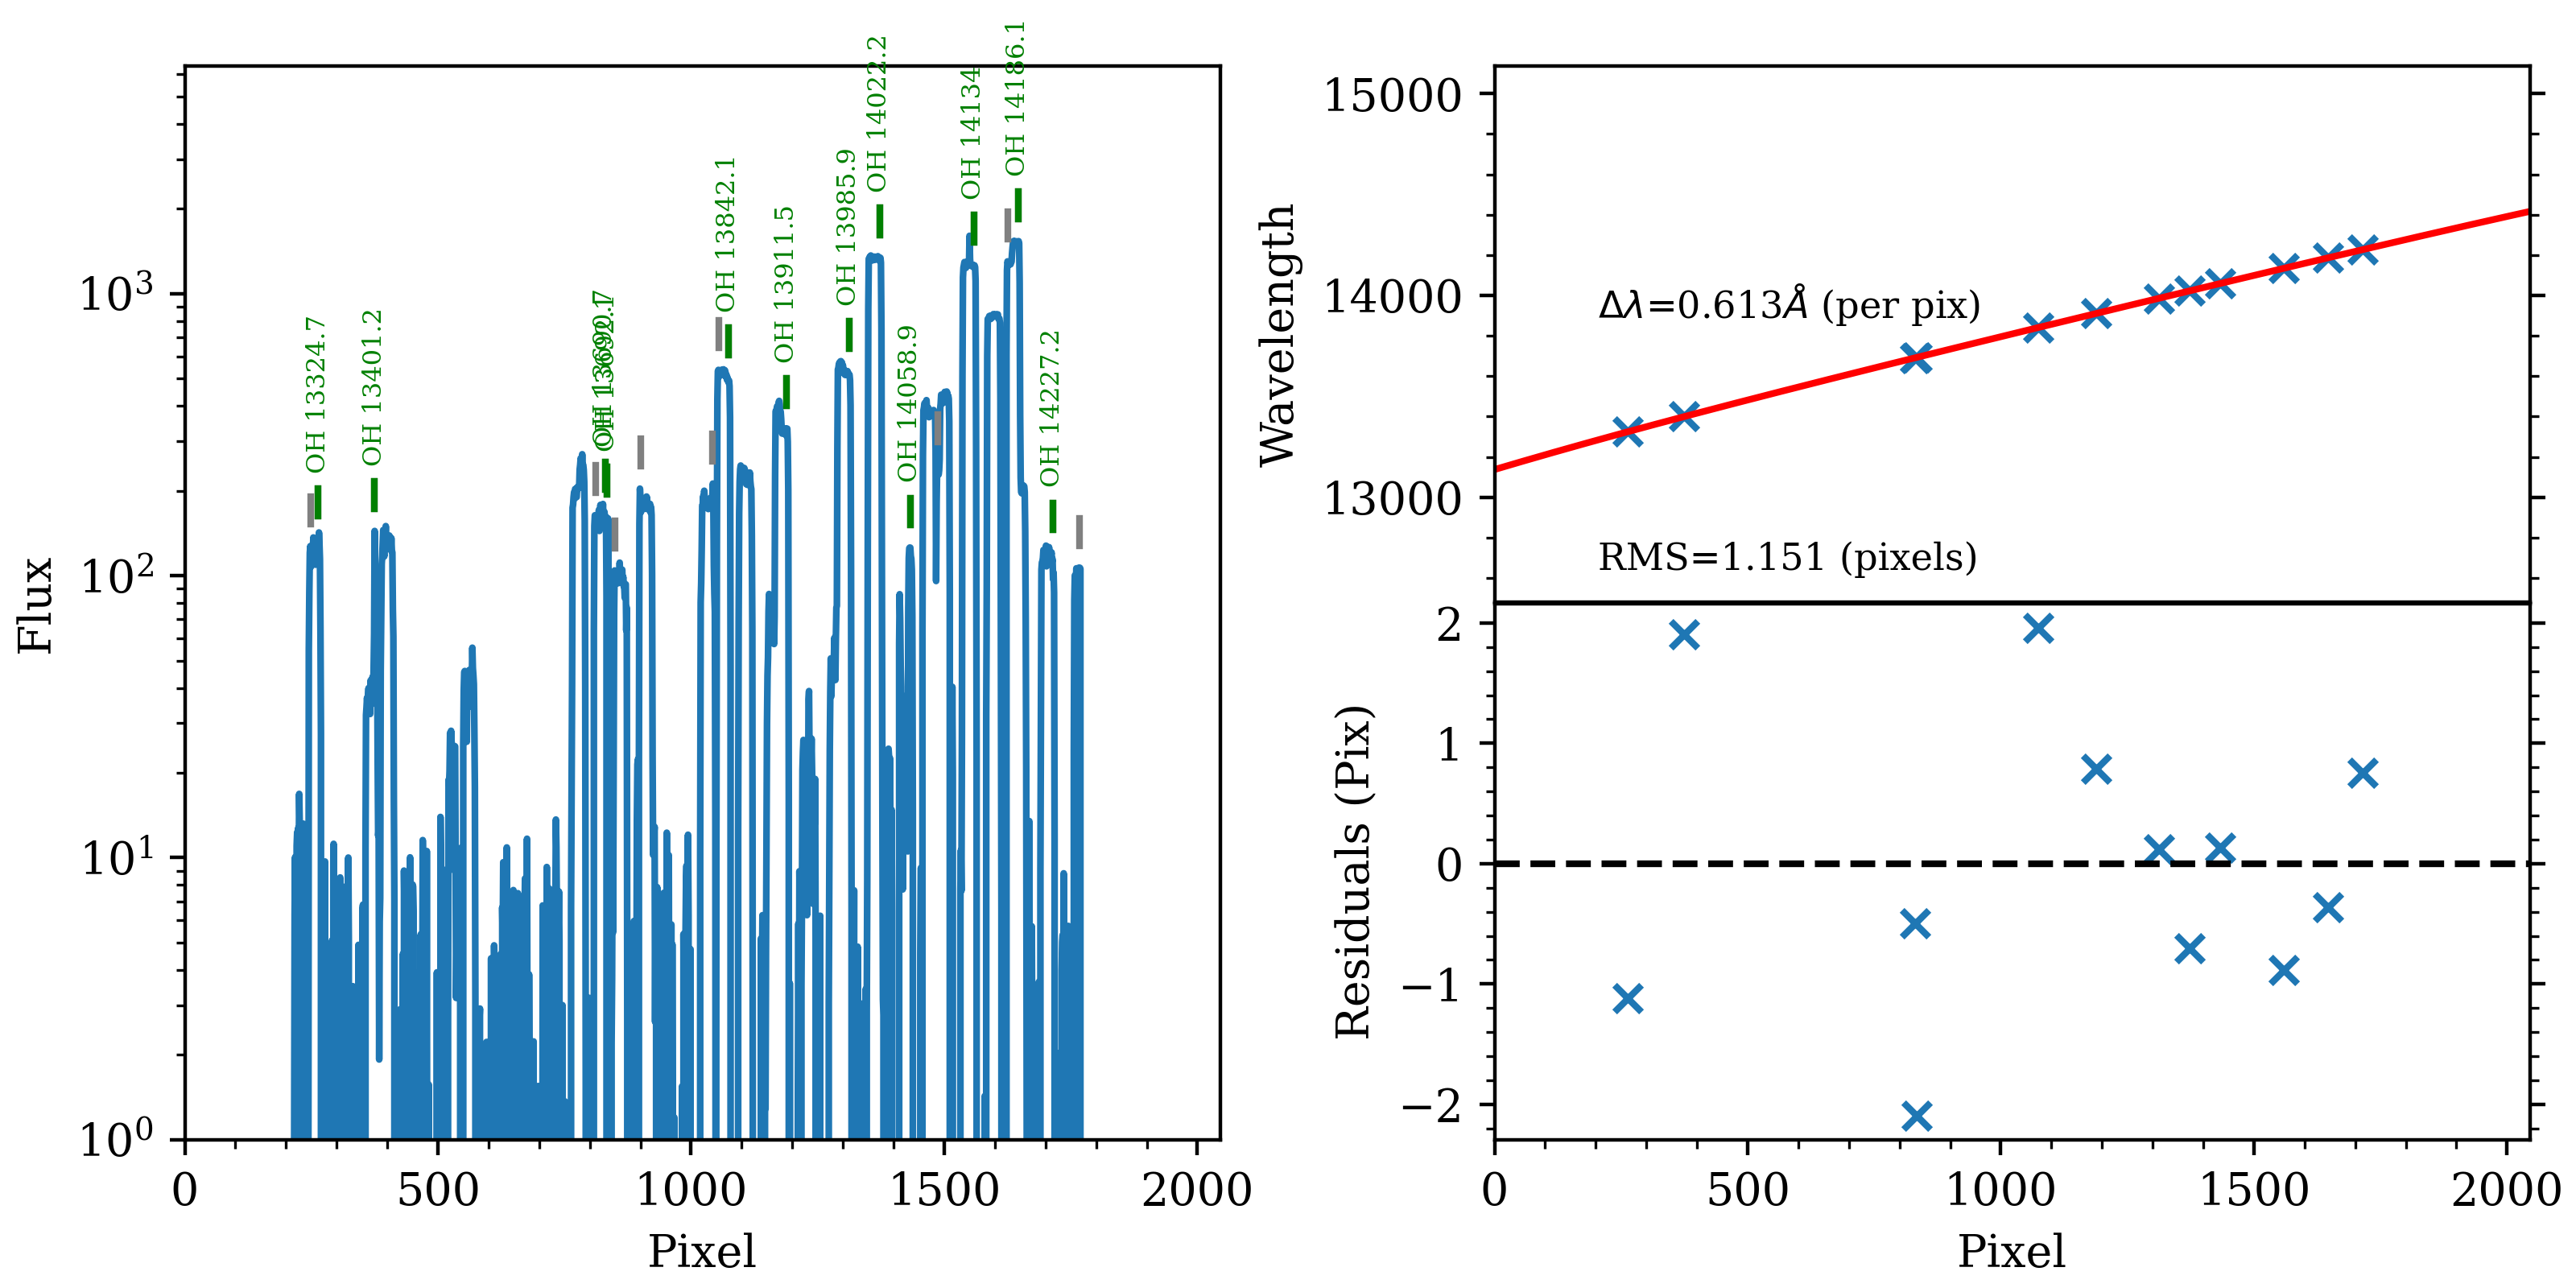 OH 13324.7
OH 13401.2
OH 13842.1
OH 13911.5
OH 13985.9
OH 14022.2
OH 14058.9
OH 14134
OH 14186.1
OH 14227.2
10³
10²
10¹
10⁰
Flux
0
500
1000
1500
2000
Pixel
15000
14000
13000
Wavelength
Δλ=0.613Å (per pix)
RMS=1.151 (pixels)
2
1
0
−1
−2
Residuals (Pix)
0
500
1000
1500
2000
Pixel